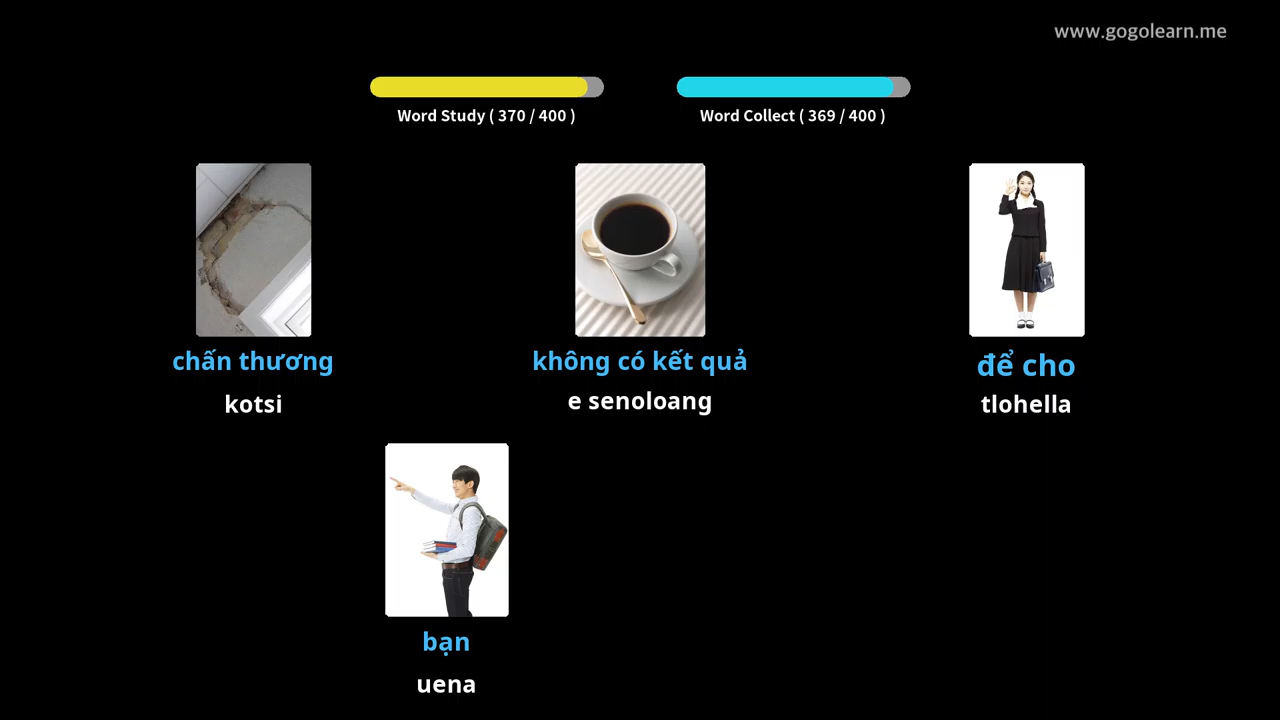 www.gogolearn.me
Word Study ( 370 / 400 )
Word Collect ( 369 / 400 )
chấn thương
kotsi
không có kết quả
e senoloang
để cho
tlohella
bạn
uena